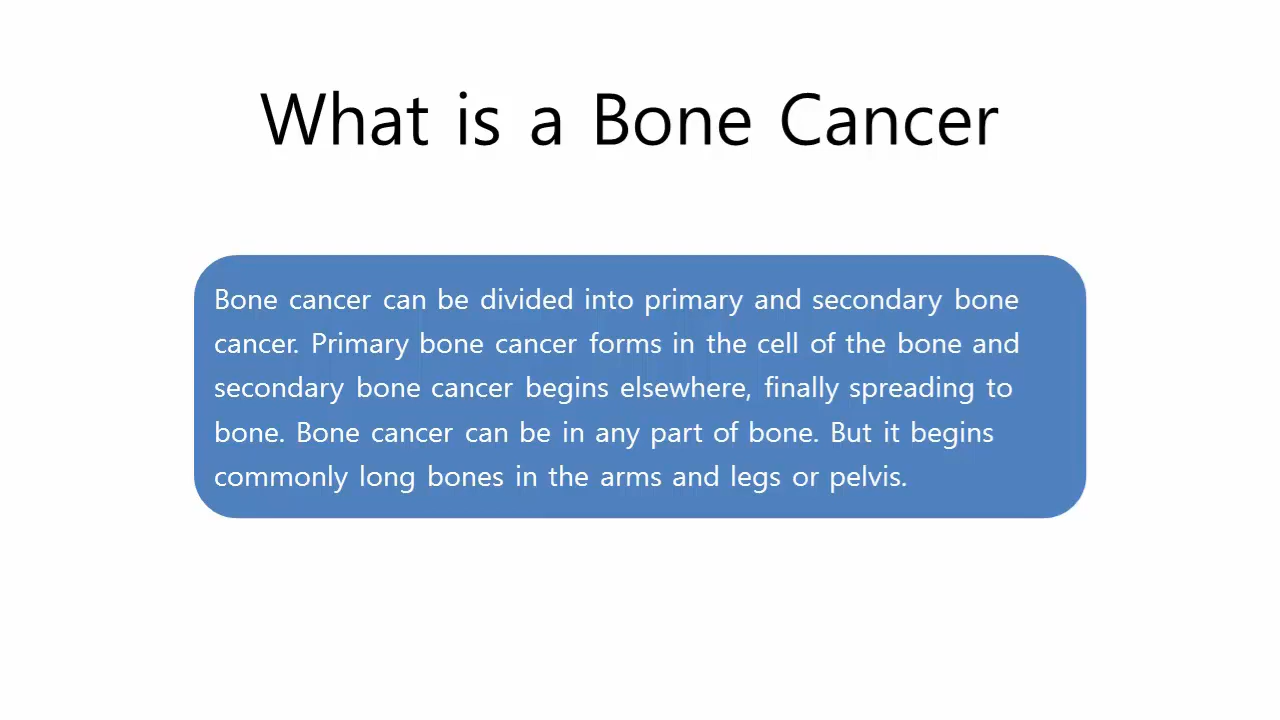 What is a Bone Cancer
Bone cancer can be divided into primary and secondary bone
cancer. Primary bone cancer forms in the cell of the bone and
secondary bone cancer begins elsewhere, finally spreading to
bone. Bone cancer can be in any part of bone. But it begins
commonly long bones in the arms and legs or pelvis.